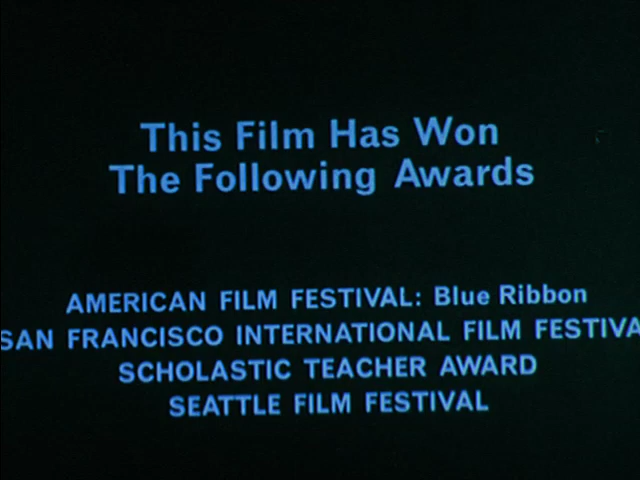 This Film Has Won
The Following Awards
AMERICAN FILM FESTIVAL: Blue Ribbon
SAN FRANCISCO INTERNATIONAL FILM FESTIVA
SCHOLASTIC TEACHER AWARD
SEATTLE FILM FESTIVAL